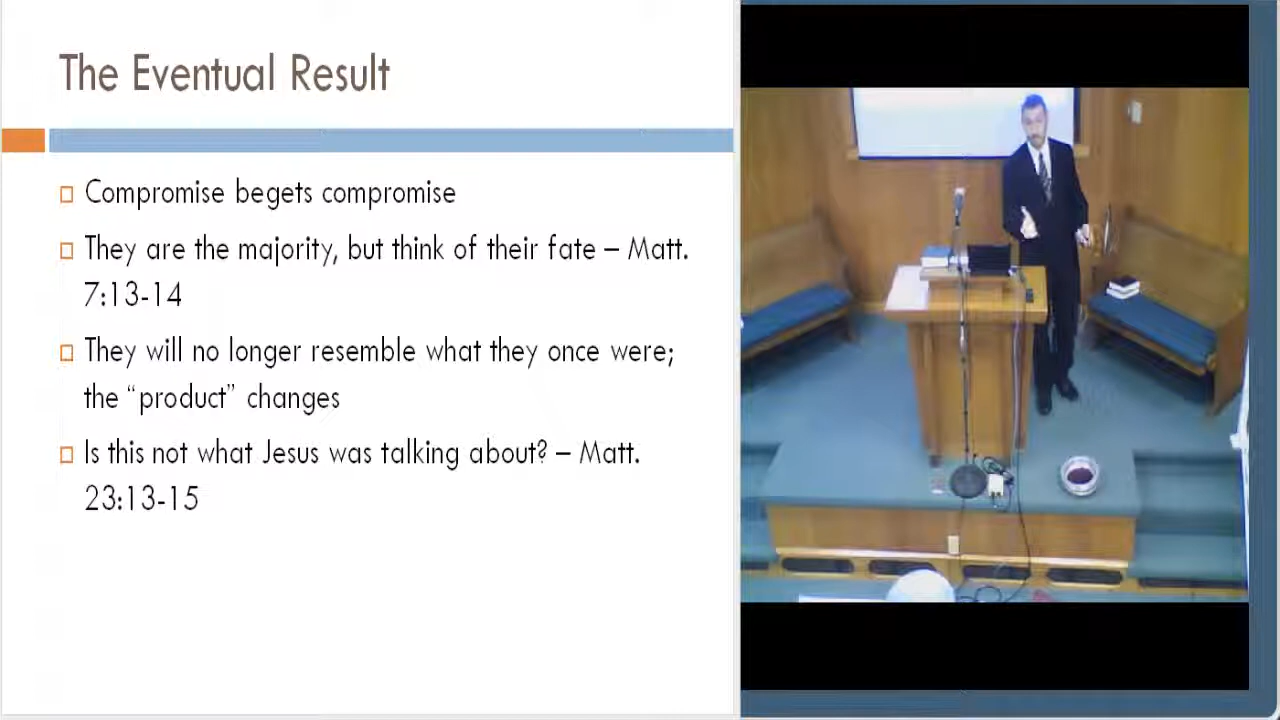 The Eventual Result
Compromise begets compromise
They are the majority, but think of their fate – Matt.
7:13-14
They will no longer resemble what they once were;
the “product” changes
Is this not what Jesus was talking about? – Matt.
23:13-15